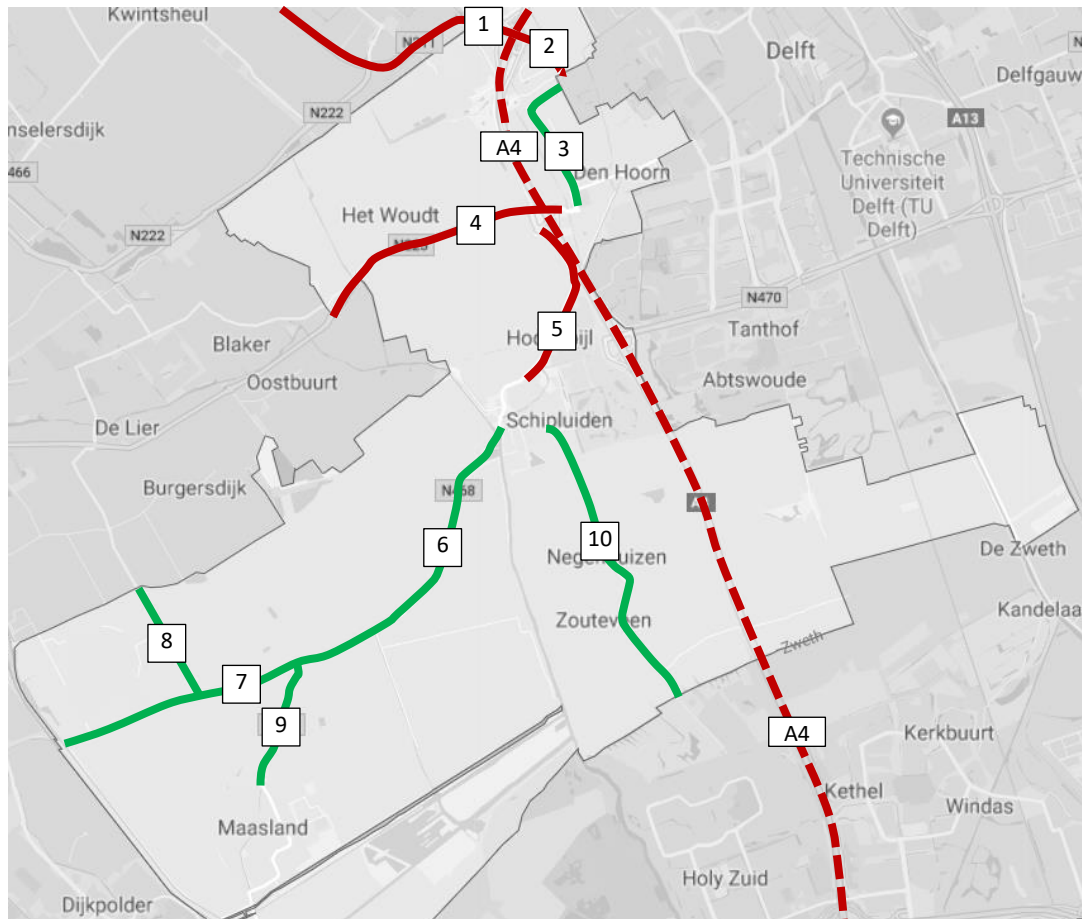 Kwintsheul
1
2
N211
Delft
Delfgauw
N222
A13
nselersdijk
A4
3
Technische
Universiteit
Delft (TU
Delft)
466
Den Hoorn
Het Woudt
4
N222
N470
5
Tanthof
Blaker
Oostbuurt
Abtswoude
Schipluiden
De Lier
Burgersdijk
N468
10
6
De Zweth
Kandelaa
Zouteveen
8
Zweth
7
9
A4
Kerkbuurt
Kethel
Windas
Maasland
Holy Zuid
Dijkpolder